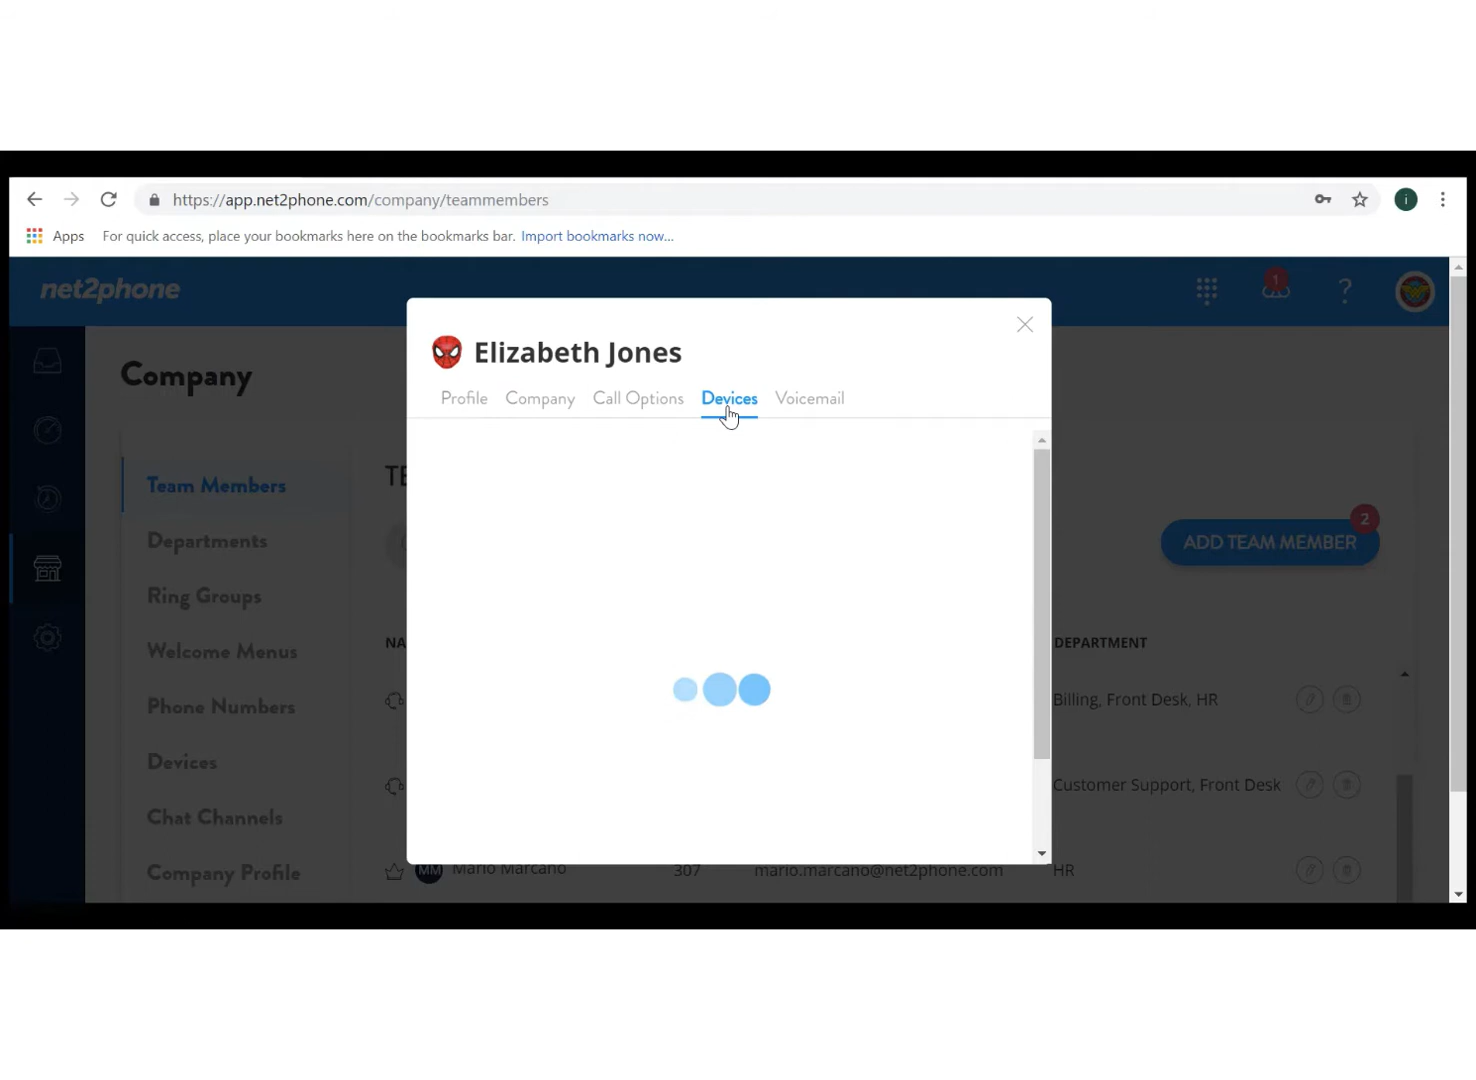 https://app.net2phone.com/company/teammembers
i
Apps For quick access, place your bookmarks here on the bookmarks bar. Import bookmarks now...
net2phone
1
?
Elizabeth Jones
Profile Company Call Options Devices Voicemail
Company
Team Members
Departments
Ring Groups
Welcome Menus
Phone Numbers
Devices
Chat Channels
Company Profile
TE
2
ADD TEAM MEMBER
NA
DEPARTMENT
Billing, Front Desk, HR
Customer Support, Front Desk
MM Mario Marcano 307 mario.marcano@net2phone.com HR